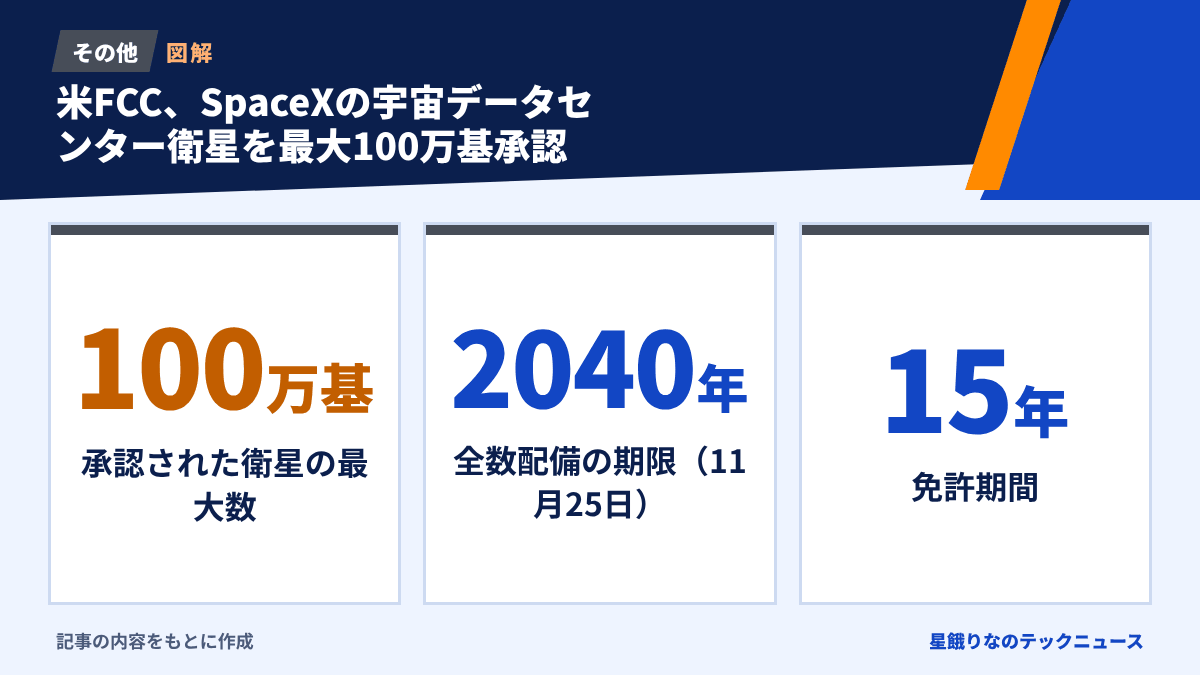 その他 図解
米FCC、SpaceXの宇宙データセ
ンター衛星を最大100万基承認
100万基
承認された衛星の最
大数
2040年
全数配備の期限（11
月25日）
15年
免許期間
記事の内容をもとに作成
星餓りなのテックニュース